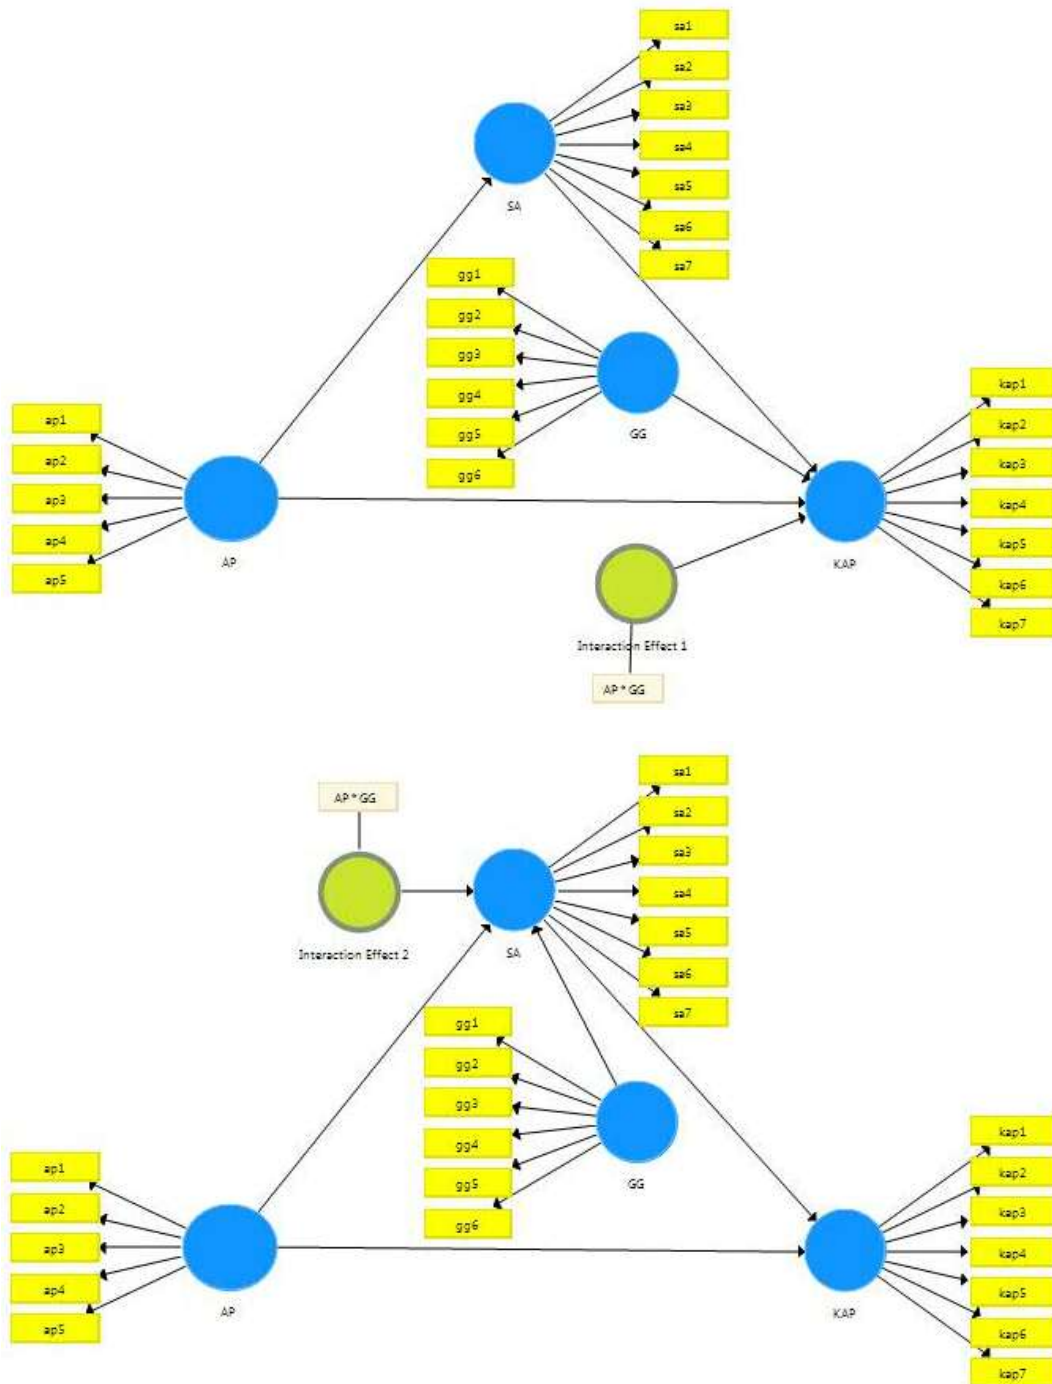 sa1
sa2
sa3
sa4
sa5
sa6
sa7
SA
gg1
gg2
gg3
gg4
gg5
gg6
GG
ap1
ap2
ap3
ap4
ap5
AP
kap1
kap2
kap3
kap4
kap5
kap6
kap7
KAP
Interaction Effect 1
AP * GG
AP * GG
Interaction Effect 2
sa1
sa2
sa3
sa4
sa5
sa6
sa7
SA
gg1
gg2
gg3
gg4
gg5
gg6
GG
ap1
ap2
ap3
ap4
ap5
AP
kap1
kap2
kap3
kap4
kap5
kap6
kap7
KAP